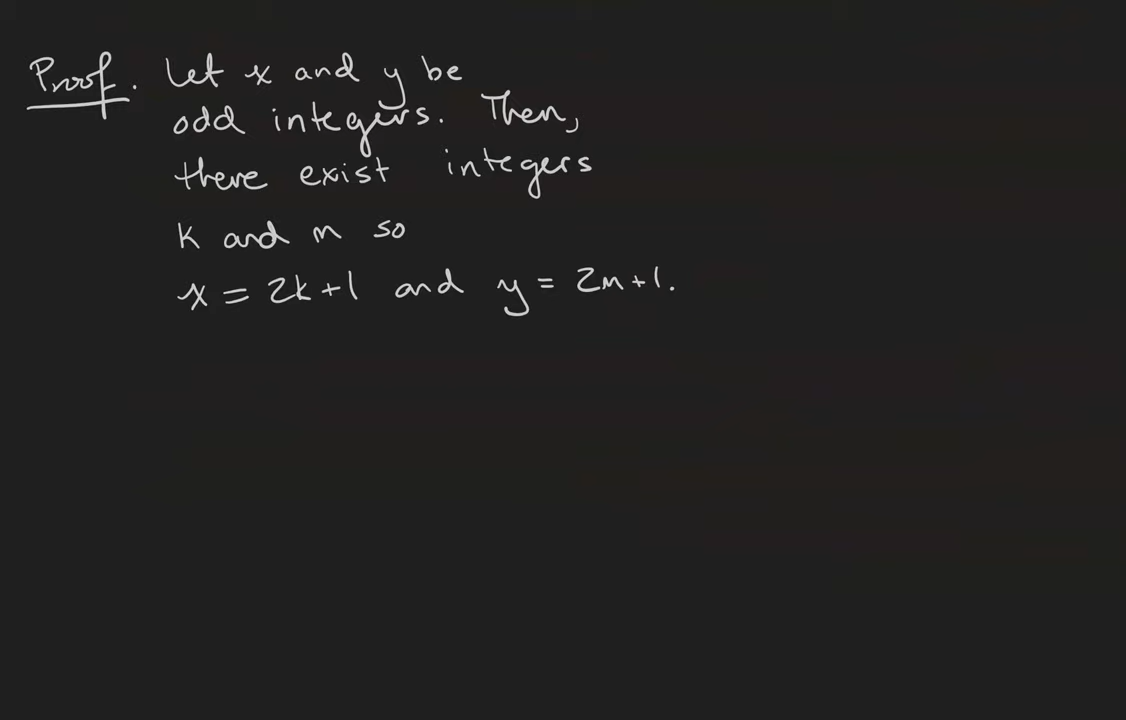 Proof. Let x and y be
odd integers. Then,
there exist integers
k and m so
x = 2k+1 and y = 2m+1.